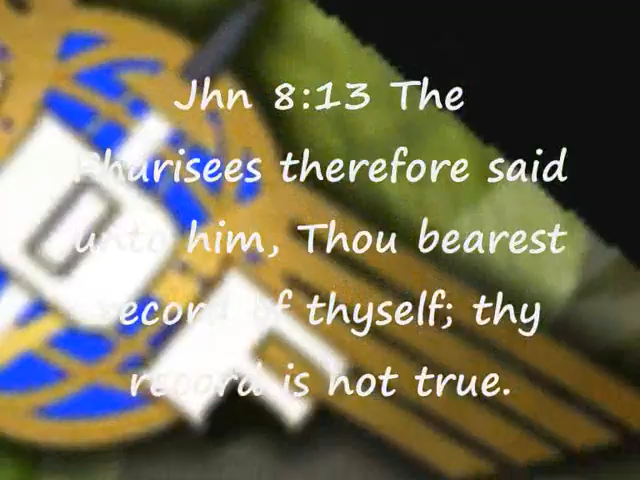 Jhn 8:13 The
Pharisees therefore said
unto him, Thou bearest
record of thyself; thy
record is not true.